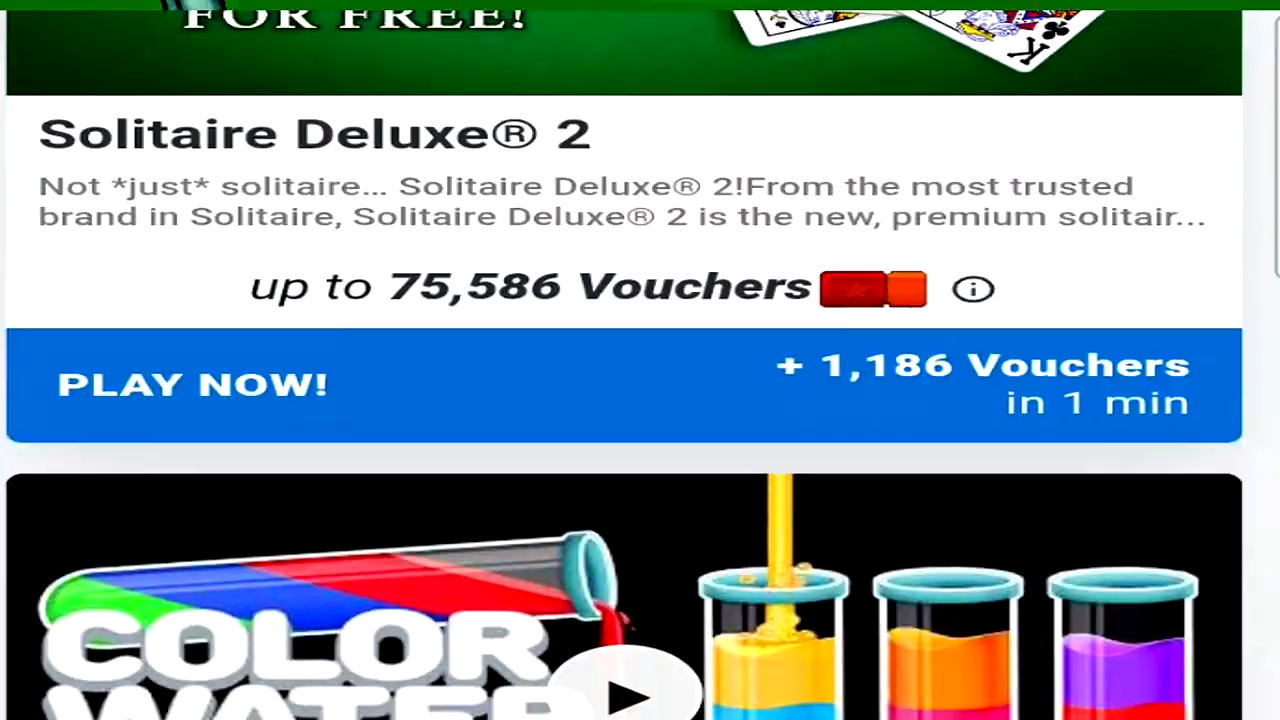 FOR FREE!
K
Solitaire Deluxe® 2
Not *just* solitaire... Solitaire Deluxe® 2!From the most trusted
brand in Solitaire, Solitaire Deluxe® 2 is the new, premium solitair...
up to 75,586 Vouchers
PLAY NOW!
+ 1,186 Vouchers
in 1 min
COLOR
WATER